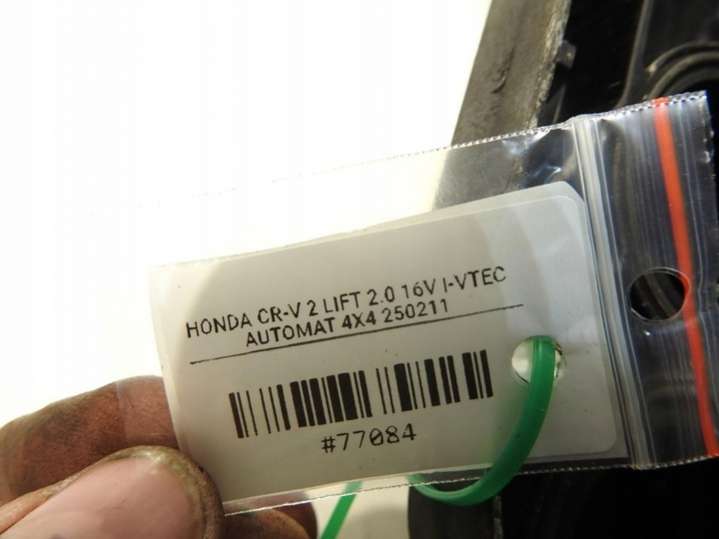 HONDA CR-V 2 LIFT 2.0 16V I-VTEC
AUTOMAT 4X4 250211
#77084